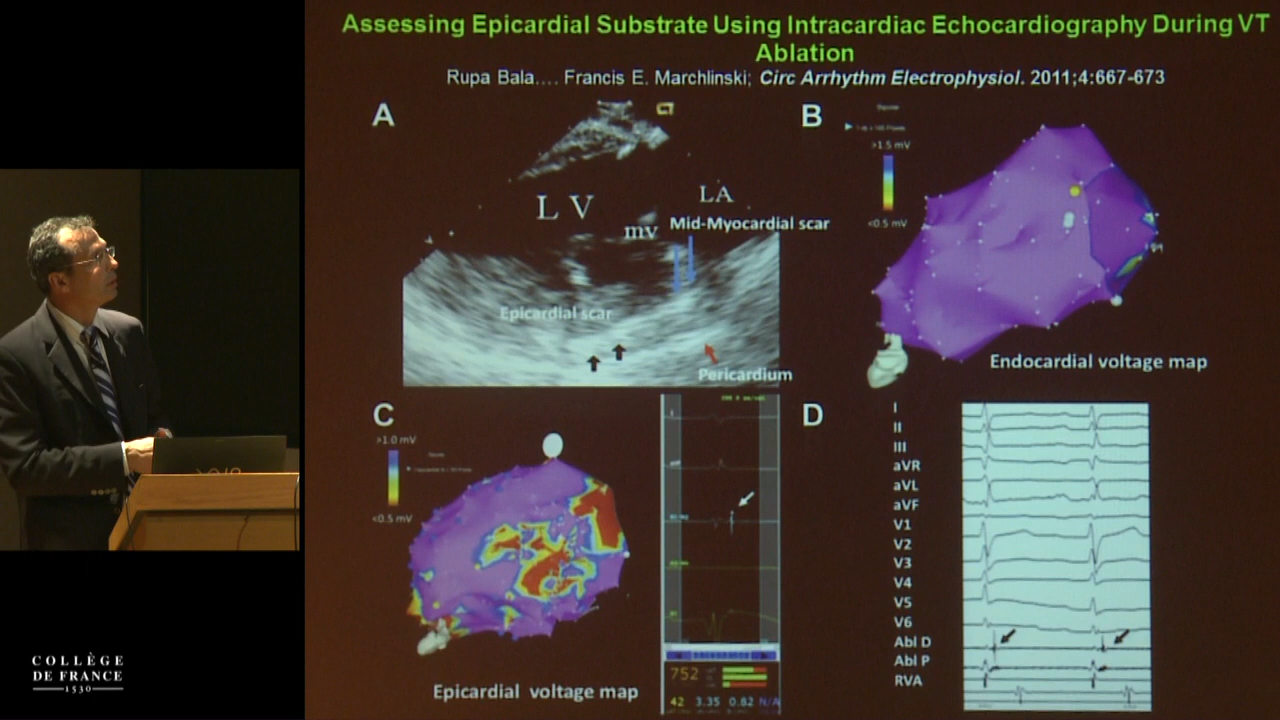 Assessing Epicardial Substrate Using Intracardiac Echocardiography During VT
Ablation
Rupa Bala.... Francis E. Marchlinski; Circ Arrhythm Electrophysiol. 2011;4:667-673
A
LV
LA
mv
Mid-Myocardial scar
Epicardial scar
Pericardium
B
>1.5 mV
<0.5 mV
Endocardial voltage map
C
>1.0 mV
<0.5 mV
Epicardial voltage map
752
42 3.35 0.82 N/A
D
I
II
III
aVR
aVL
aVF
V1
V2
V3
V4
V5
V6
Abl D
Abl P
RVA
COLLÈGE
DE FRANCE
1530